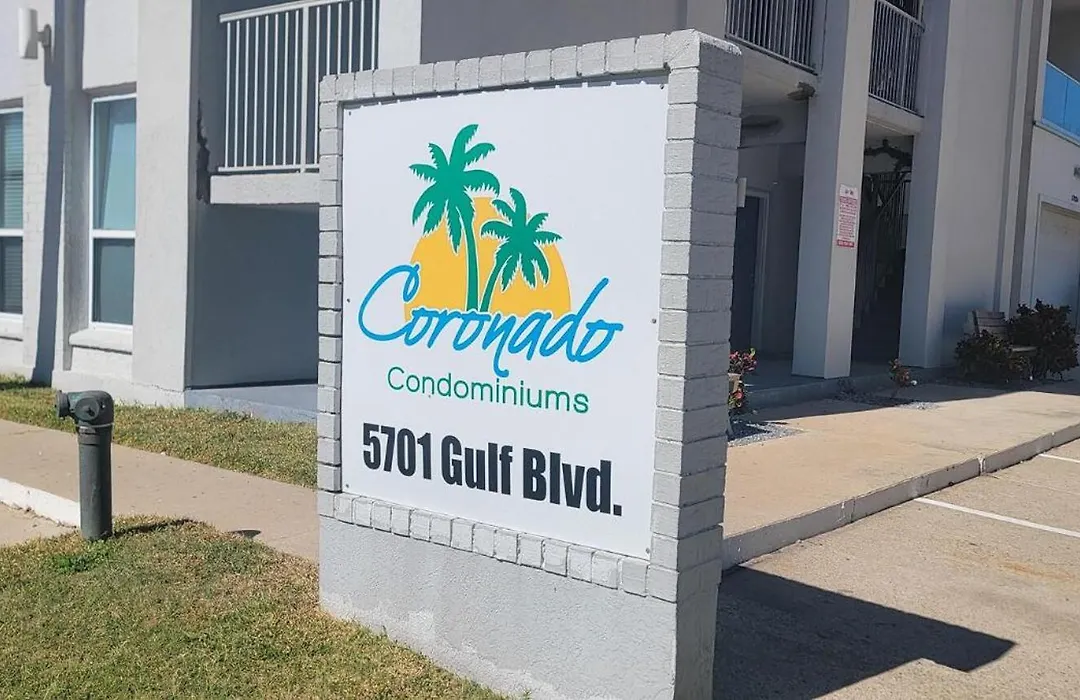 Coronado
Condominiums
5701 Gulf Blvd.